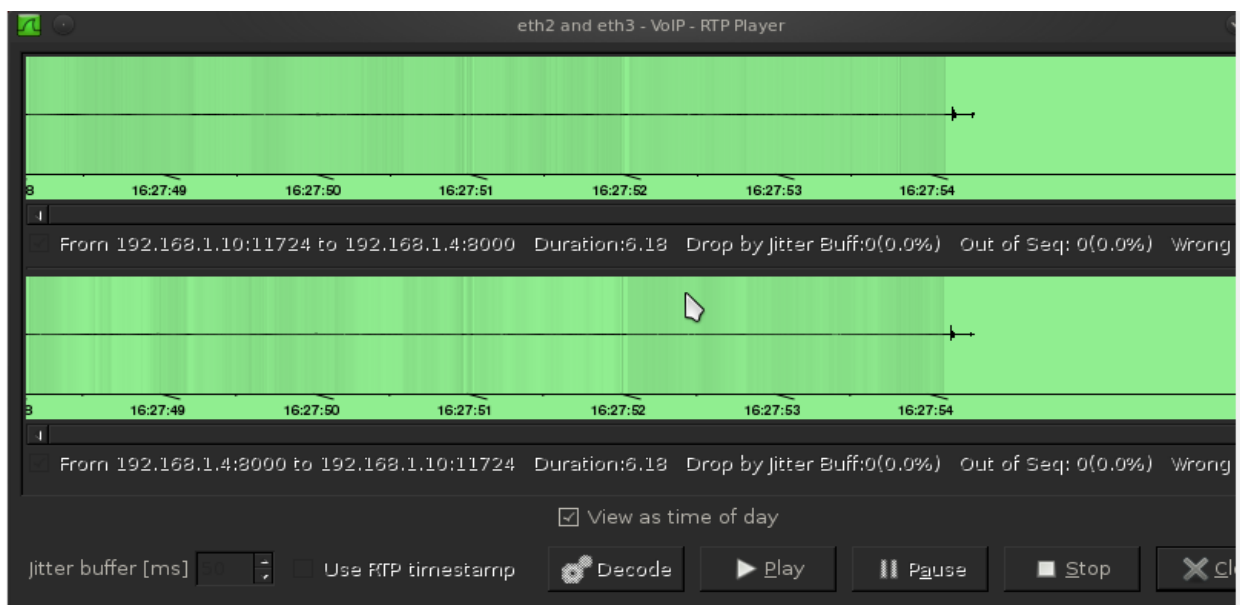 eth2 and eth3 - VoIP - RTP Player
8 16:27:49 16:27:50 16:27:51 16:27:52 16:27:53 16:27:54
From 192.168.1.10:11724 to 192.168.1.4:8000 Duration:6.18 Drop by Jitter Buff:0(0.0%) Out of Seq: 0(0.0%) Wrong
8 16:27:49 16:27:50 16:27:51 16:27:52 16:27:53 16:27:54
From 192.168.1.4:8000 to 192.168.1.10:11724 Duration:6.18 Drop by Jitter Buff:0(0.0%) Out of Seq: 0(0.0%) Wrong
View as time of day
Jitter buffer [ms] 50 Use RTP timestamp Decode Play Pause Stop Cl